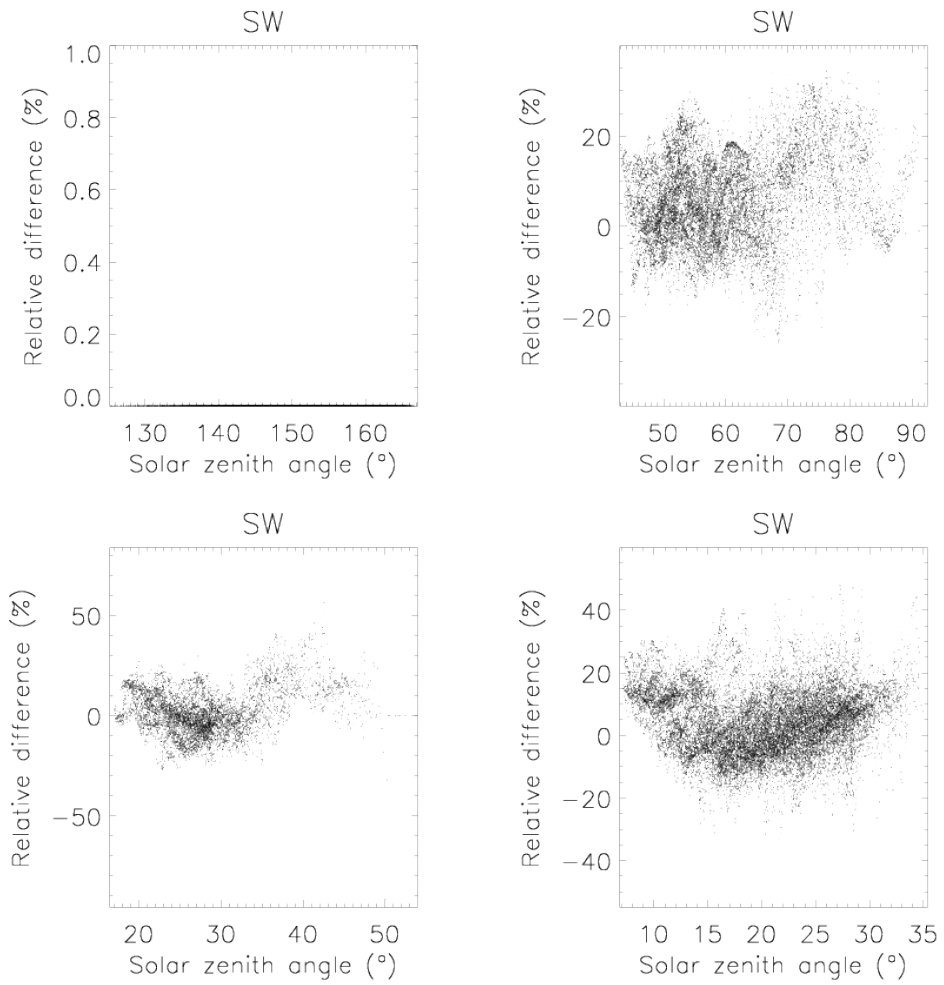 SW
1.0
0.8
0.6
0.4
0.2
0.0
Relative difference (%)
130 140 150 160
Solar zenith angle (°)
SW
20
0
−20
Relative difference (%)
50 60 70 80 90
Solar zenith angle (°)
SW
50
0
−50
Relative difference (%)
20 30 40 50
Solar zenith angle (°)
SW
40
20
0
−20
−40
Relative difference (%)
10 15 20 25 30 35
Solar zenith angle (°)